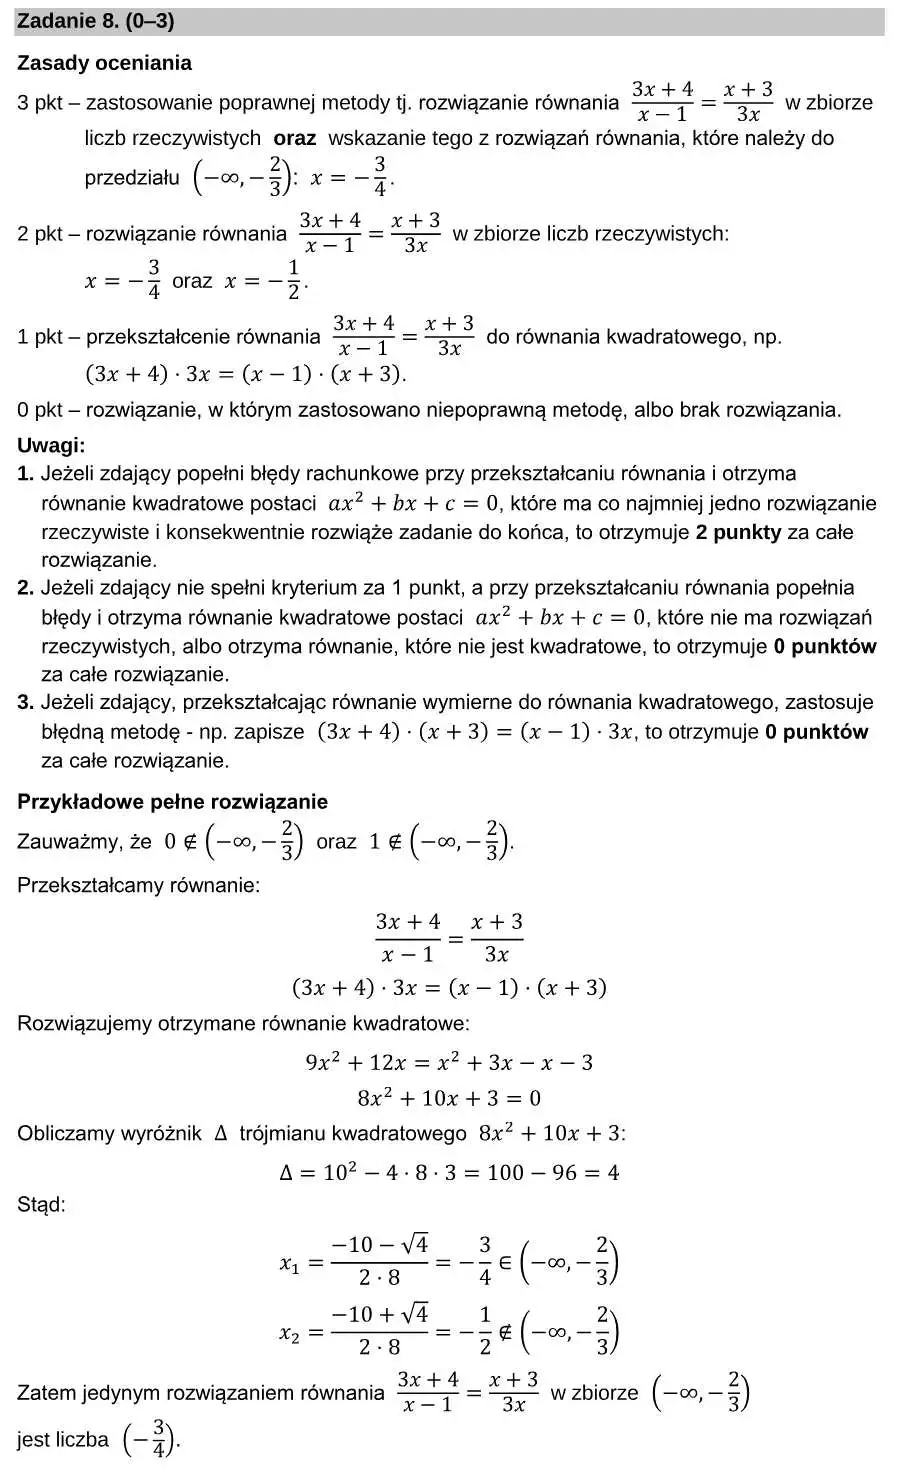 Zadanie 8. (0–3)
Zasady oceniania
3 pkt – zastosowanie poprawnej metody tj. rozwiązanie równania (3x + 4)/(x − 1) = (x + 3)/(3x) w zbiorze
liczb rzeczywistych oraz wskazanie tego z rozwiązań równania, które należy do
przedziału (−∞, −2/3): x = −3/4.
2 pkt – rozwiązanie równania (3x + 4)/(x − 1) = (x + 3)/(3x) w zbiorze liczb rzeczywistych:
x = −3/4 oraz x = −1/2.
1 pkt – przekształcenie równania (3x + 4)/(x − 1) = (x + 3)/(3x) do równania kwadratowego, np.
(3x + 4) · 3x = (x − 1) · (x + 3).
0 pkt – rozwiązanie, w którym zastosowano niepoprawną metodę, albo brak rozwiązania.
Uwagi:
1. Jeżeli zdający popełni błędy rachunkowe przy przekształcaniu równania i otrzyma
równanie kwadratowe postaci ax² + bx + c = 0, które ma co najmniej jedno rozwiązanie
rzeczywiste i konsekwentnie rozwiąże zadanie do końca, to otrzymuje 2 punkty za całe
rozwiązanie.
2. Jeżeli zdający nie spełni kryterium za 1 punkt, a przy przekształcaniu równania popełnia
błędy i otrzyma równanie kwadratowe postaci ax² + bx + c = 0, które nie ma rozwiązań
rzeczywistych, albo otrzyma równanie, które nie jest kwadratowe, to otrzymuje 0 punktów
za całe rozwiązanie.
3. Jeżeli zdający, przekształcając równanie wymierne do równania kwadratowego, zastosuje
błędną metodę - np. zapisze (3x + 4) · (x + 3) = (x − 1) · 3x, to otrzymuje 0 punktów
za całe rozwiązanie.
Przykładowe pełne rozwiązanie
Zauważmy, że 0 ∉ (−∞, −2/3) oraz 1 ∉ (−∞, −2/3).
Przekształcamy równanie:
(3x + 4)/(x − 1) = (x + 3)/(3x)
(3x + 4) · 3x = (x − 1) · (x + 3)
Rozwiązujemy otrzymane równanie kwadratowe:
9x² + 12x = x² + 3x − x − 3
8x² + 10x + 3 = 0
Obliczamy wyróżnik Δ trójmianu kwadratowego 8x² + 10x + 3:
Δ = 10² − 4 · 8 · 3 = 100 − 96 = 4
Stąd:
x₁ = (−10 − √4)/(2 · 8) = −3/4 ∈ (−∞, −2/3)
x₂ = (−10 + √4)/(2 · 8) = −1/2 ∉ (−∞, −2/3)
Zatem jedynym rozwiązaniem równania (3x + 4)/(x − 1) = (x + 3)/(3x) w zbiorze (−∞, −2/3)
jest liczba (−3/4).